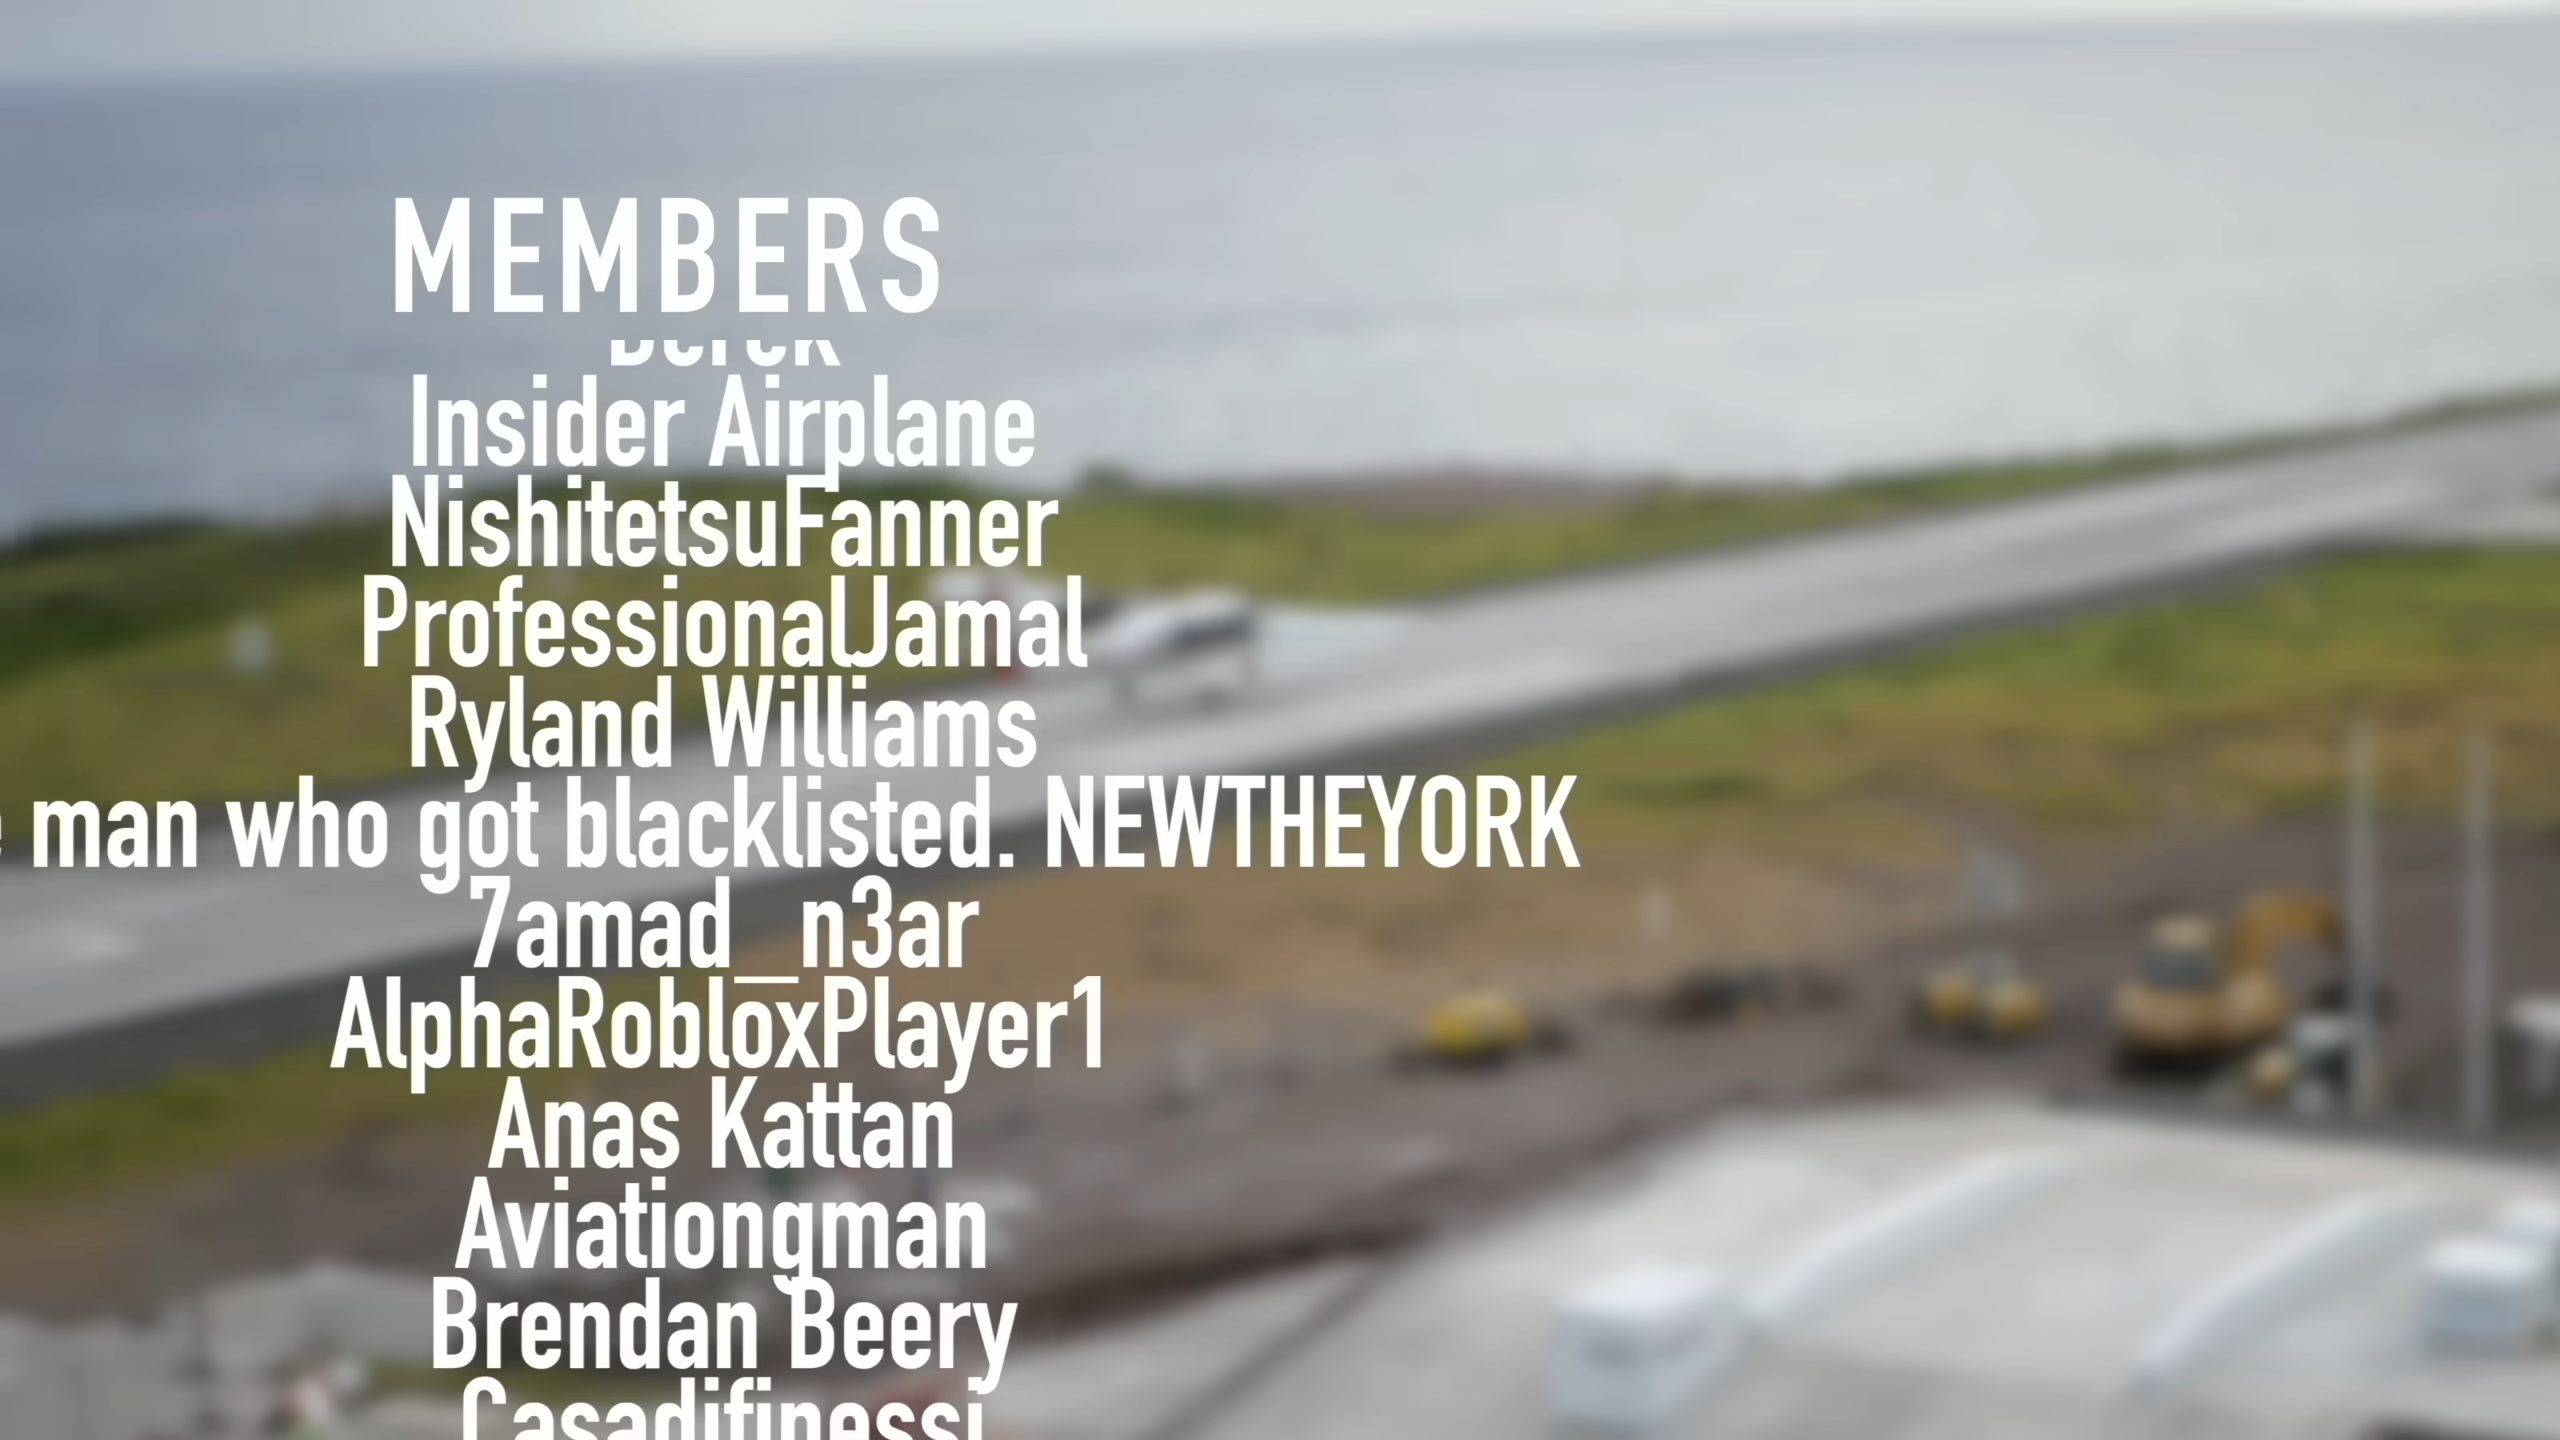 MEMBERS
Insider Airplane
NishitetsuFanner
ProfessionalJamal
Ryland Williams
man who got blacklisted. NEWTHEYORK
7amad_n3ar
AlphaRobloxPlayer1
Anas Kattan
Aviationgman
Brendan Beery
Casadifinessi